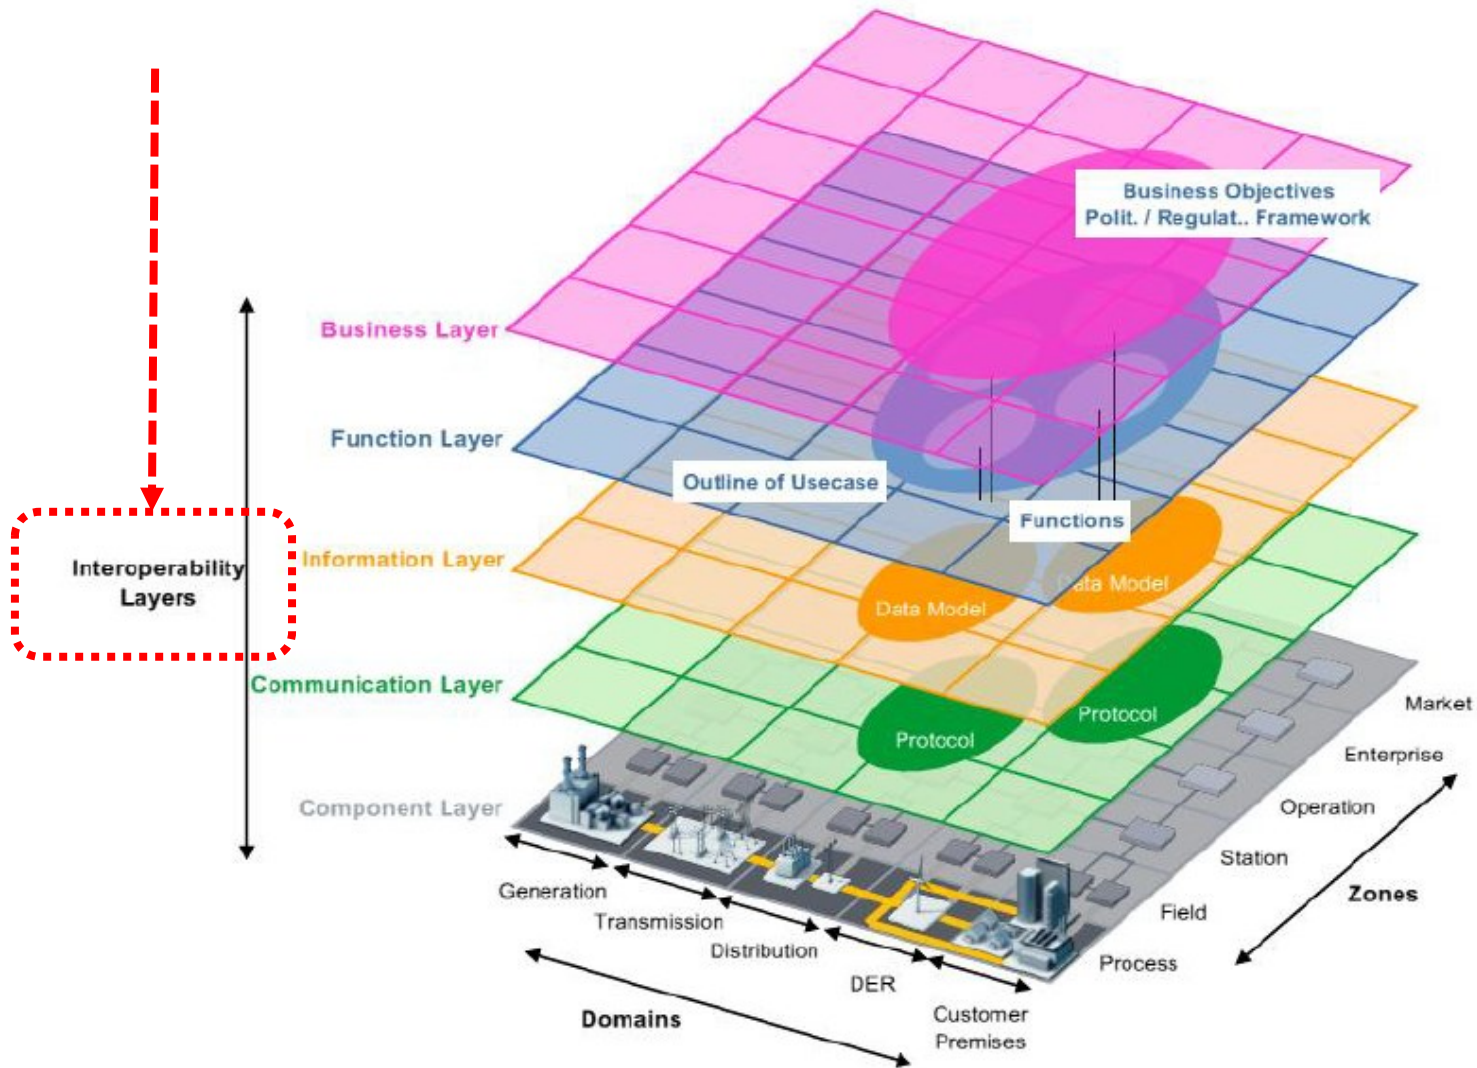 Business Objectives
Polit. / Regulat.. Framework
Business Layer
Function Layer
Outline of Usecase
Functions
Interoperability
Layers
Information Layer
Data Model
Data Model
Communication Layer
Protocol
Protocol
Component Layer
Market
Enterprise
Operation
Station
Field
Process
Zones
Generation
Transmission
Distribution
DER
Customer
Premises
Domains